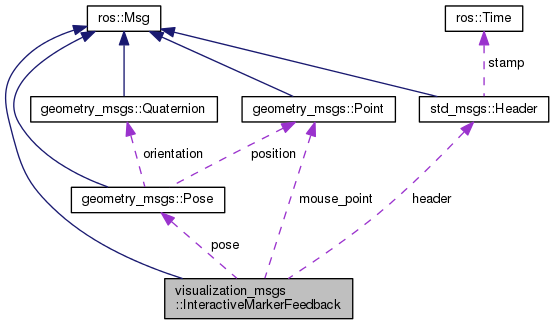 ros::Msg
ros::Time
stamp
geometry_msgs::Quaternion
geometry_msgs::Point
std_msgs::Header
orientation
position
geometry_msgs::Pose
mouse_point
header
pose
visualization_msgs
::InteractiveMarkerFeedback